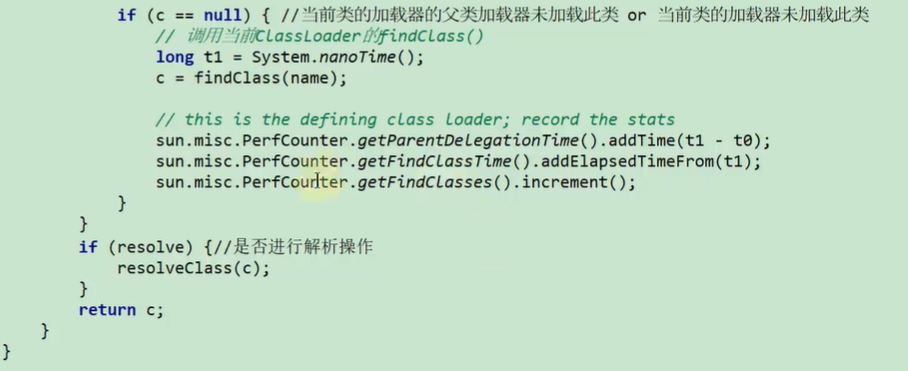 if (c == null) { //当前类的加载器的父类加载器未加载此类 or 当前类的加载器未加载此类
// 调用当前ClassLoader的findClass()
long t1 = System.nanoTime();
c = findClass(name);
// this is the defining class loader; record the stats
sun.misc.PerfCounter.getParentDelegationTime().addTime(t1 - t0);
sun.misc.PerfCounter.getFindClassTime().addElapsedTimeFrom(t1);
sun.misc.PerfCounter.getFindClasses().increment();
}
}
if (resolve) {//是否进行解析操作
resolveClass(c);
}
return c;
}
}